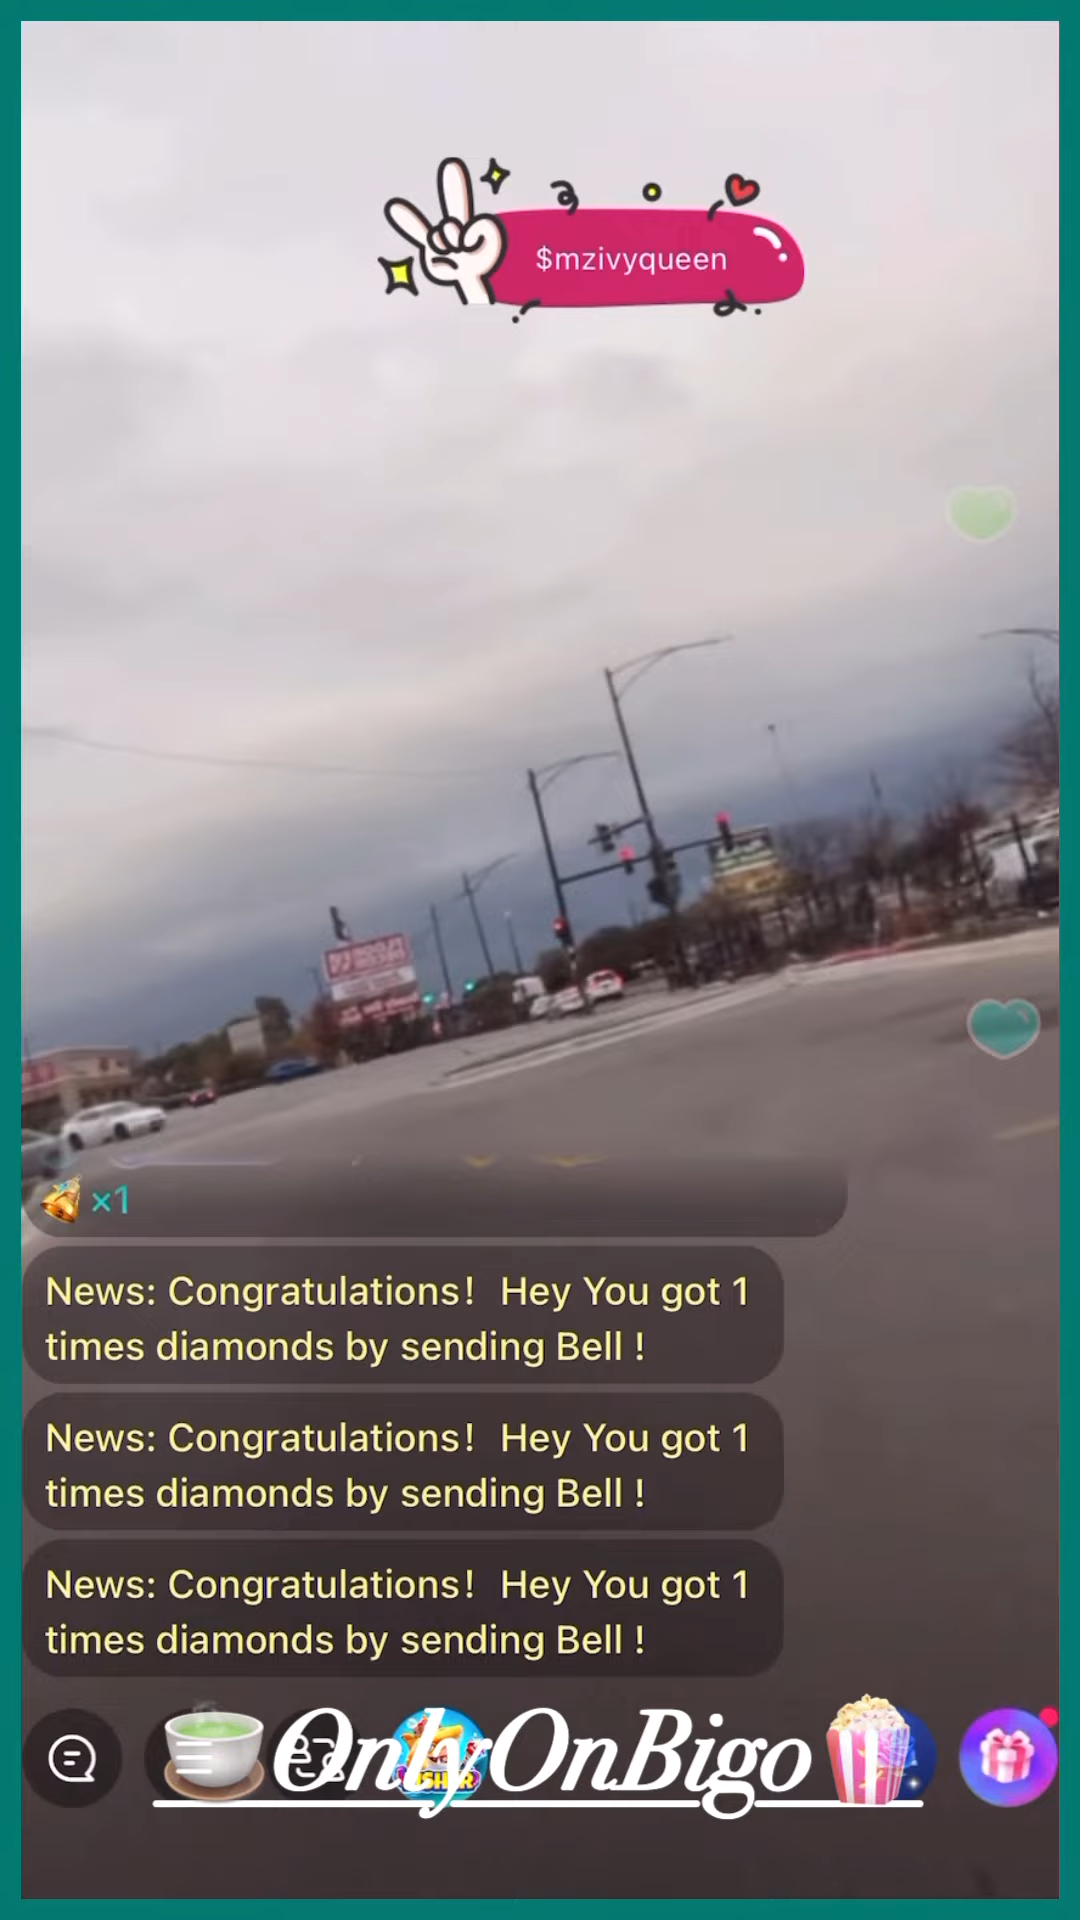 $mzivyqueen
×1
News: Congratulations! Hey You got 1
times diamonds by sending Bell !
News: Congratulations! Hey You got 1
times diamonds by sending Bell !
News: Congratulations! Hey You got 1
times diamonds by sending Bell !
OnlyOnBigo